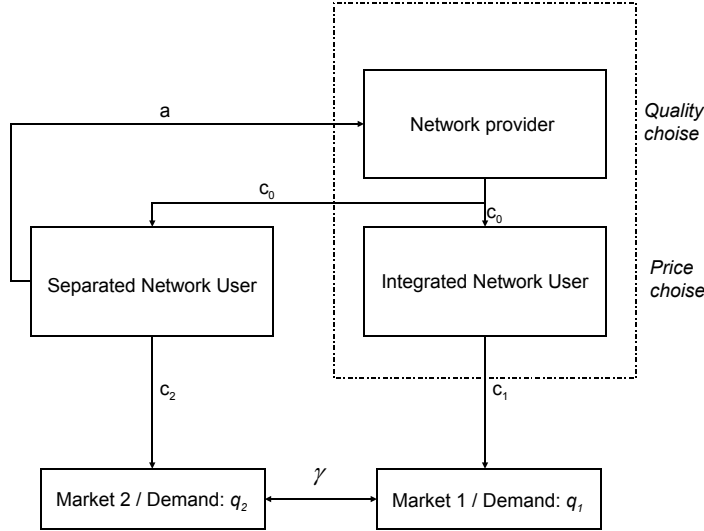 a
Network provider
Quality
choise
c₀
c₀
Separated Network User
Integrated Network User
Price
choise
c₂
c₁
γ
Market 2 / Demand: q₂
Market 1 / Demand: q₁